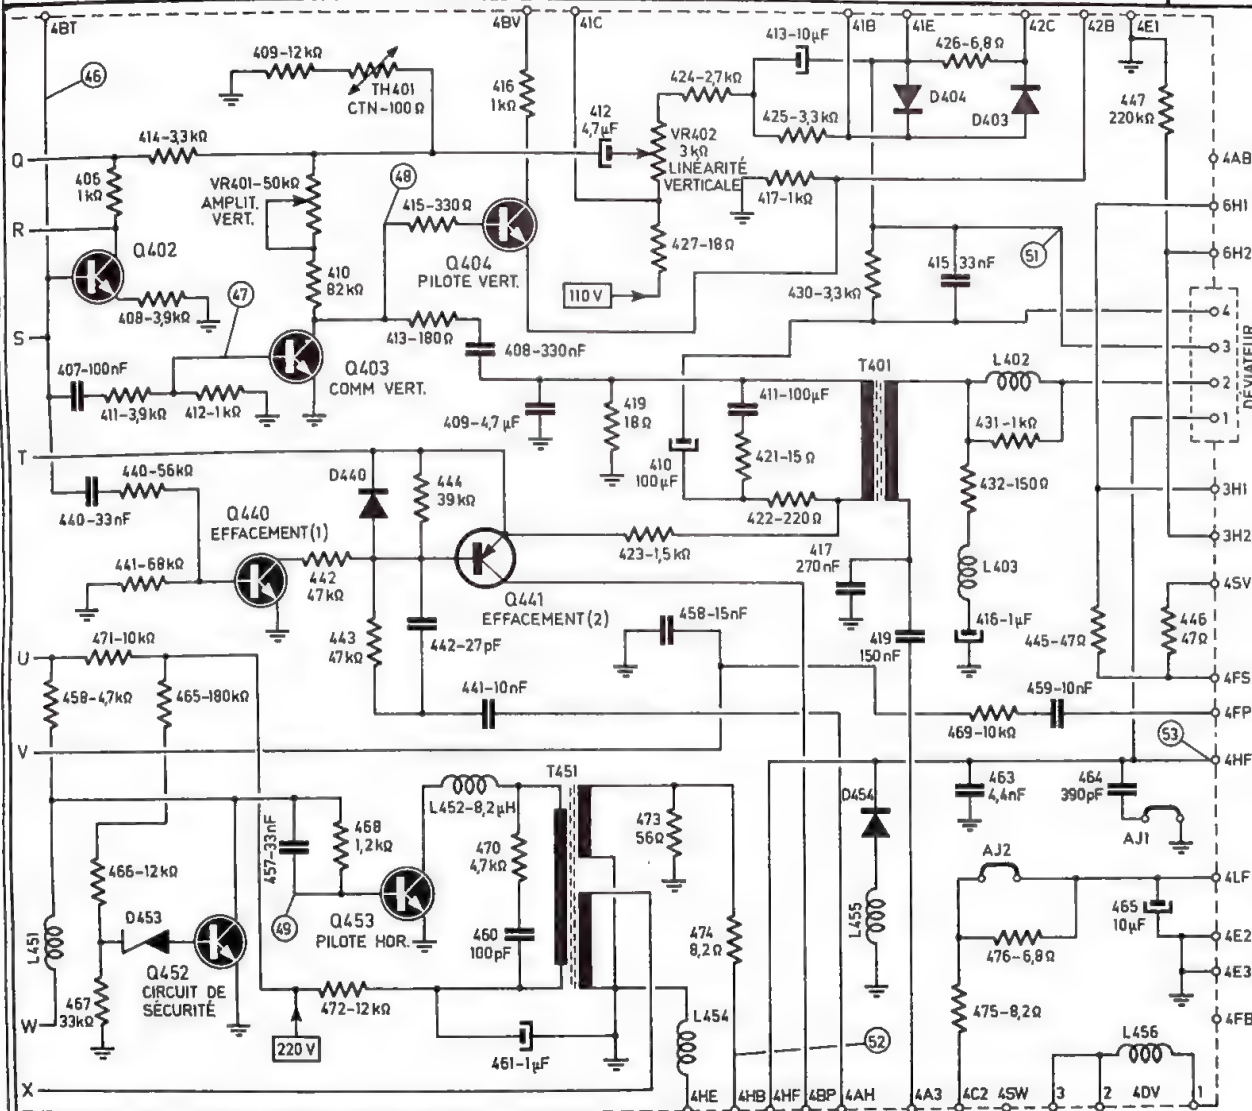 4BT
4BV
41C
41B
41E
42C
42B
4E1
46
409-12kΩ
TH401
CTN-100Ω
416
1kΩ
412
4,7µF
424-2,7kΩ
413-10µF
426-6,8Ω
D404
D403
425-3,3kΩ
447
220kΩ
VR402
3kΩ
LINÉARITÉ
VERTICALE
417-1kΩ
427-18Ω
110V
Q
414-3,3kΩ
406
1kΩ
VR401-50kΩ
AMPLIT.
VERT.
48
415-330Ω
Q404
PILOTE VERT.
R
Q402
408-3,9kΩ
410
82kΩ
47
S
407-100nF
411-3,9kΩ
412-1kΩ
Q403
COMM VERT.
413-180Ω
408-330nF
430-3,3kΩ
415-33nF
51
4AB
6H1
6H2
4
3
2
1
DÉVIATEUR
T401
L402
431-1kΩ
409-4,7µF
419
18Ω
411-100µF
421-15Ω
410
100µF
422-220Ω
432-150Ω
L403
416-1µF
3H1
3H2
4SV
T
440-56kΩ
440-33nF
Q440
EFFACEMENT(1)
441-68kΩ
D440
444
39kΩ
442
47kΩ
Q441
EFFACEMENT(2)
423-1,5kΩ
417
270nF
419
150nF
445-47Ω
446
47Ω
4FS
443
47kΩ
442-27pF
458-15nF
441-10nF
469-10kΩ
459-10nF
4FP
53
4HF
U
471-10kΩ
458-4,7kΩ
465-180kΩ
V
T451
L452-8,2µH
457-33nF
468
1,2kΩ
470
4,7kΩ
473
56Ω
D454
463
4,4nF
464
390pF
AJ1
AJ2
4LF
465
10µF
4E2
4E3
4FB
466-12kΩ
D453
L451
467
33kΩ
Q452
CIRCUIT DE
SÉCURITÉ
49
Q453
PILOTE HOR.
460
100pF
474
8,2Ω
L455
476-6,8Ω
475-8,2Ω
W
472-12kΩ
220V
461-1µF
L454
52
L456
X
4HE
4HB
4HF
4BP
4AH
4A3
4C2
4SW
3
2
4DV
1